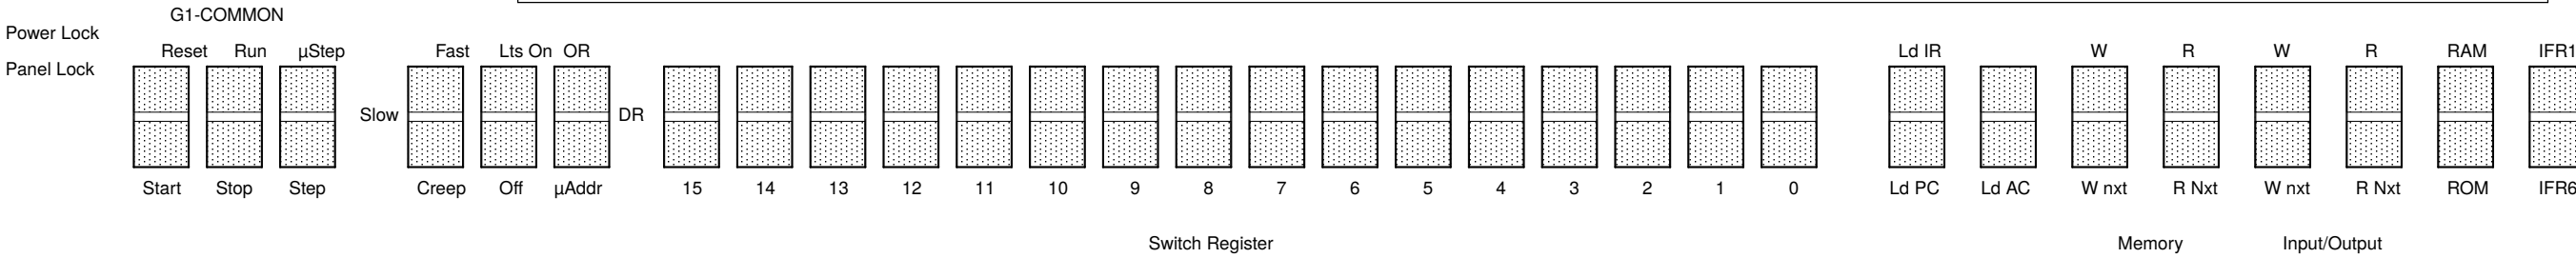 G1-COMMON
Power Lock
Reset Run µStep Fast Lts On OR Ld IR W R W R RAM IFR1
Panel Lock
Slow DR
Start Stop Step Creep Off µAddr 15 14 13 12 11 10 9 8 7 6 5 4 3 2 1 0 Ld PC Ld AC W nxt R Nxt W nxt R Nxt ROM IFR6
Switch Register Memory Input/Output